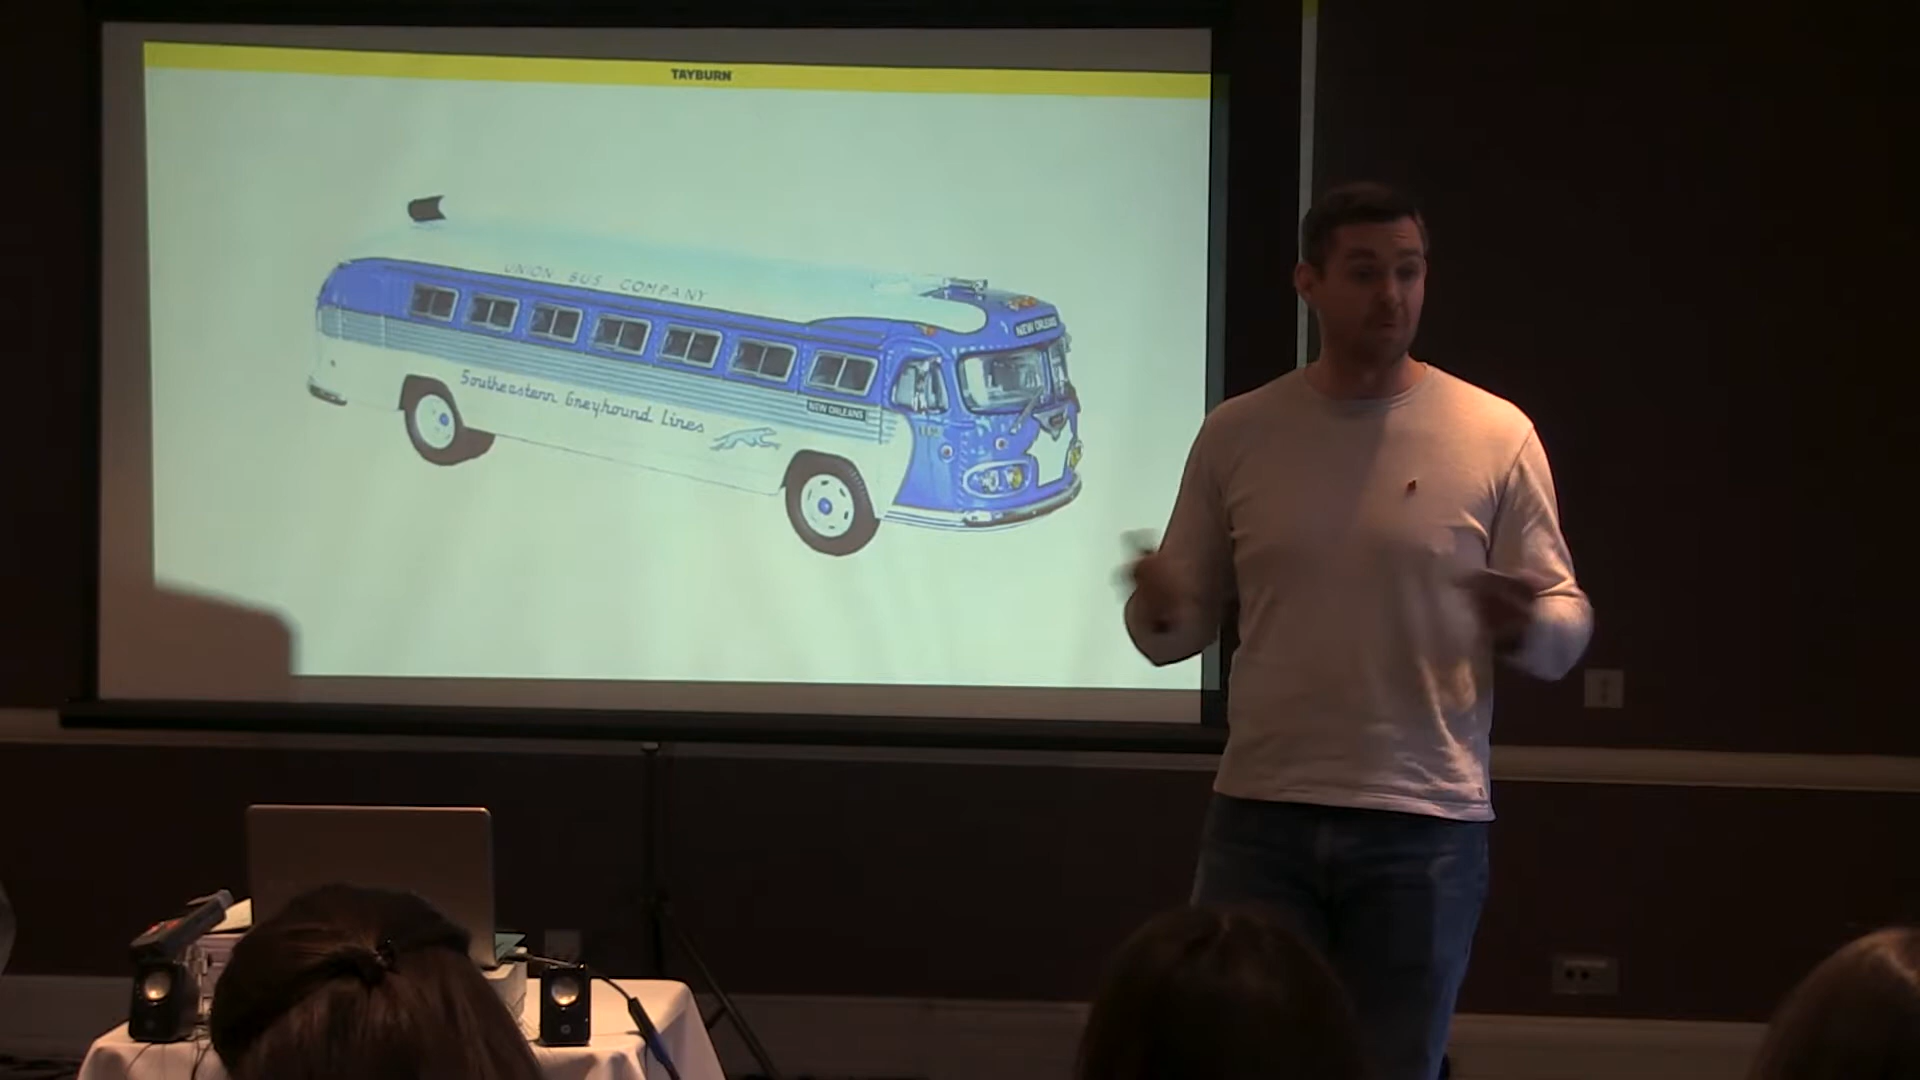 TAYBURN
UNION BUS COMPANY
NEW ORLEANS
NEW ORLEANS
Southeastern Greyhound Lines